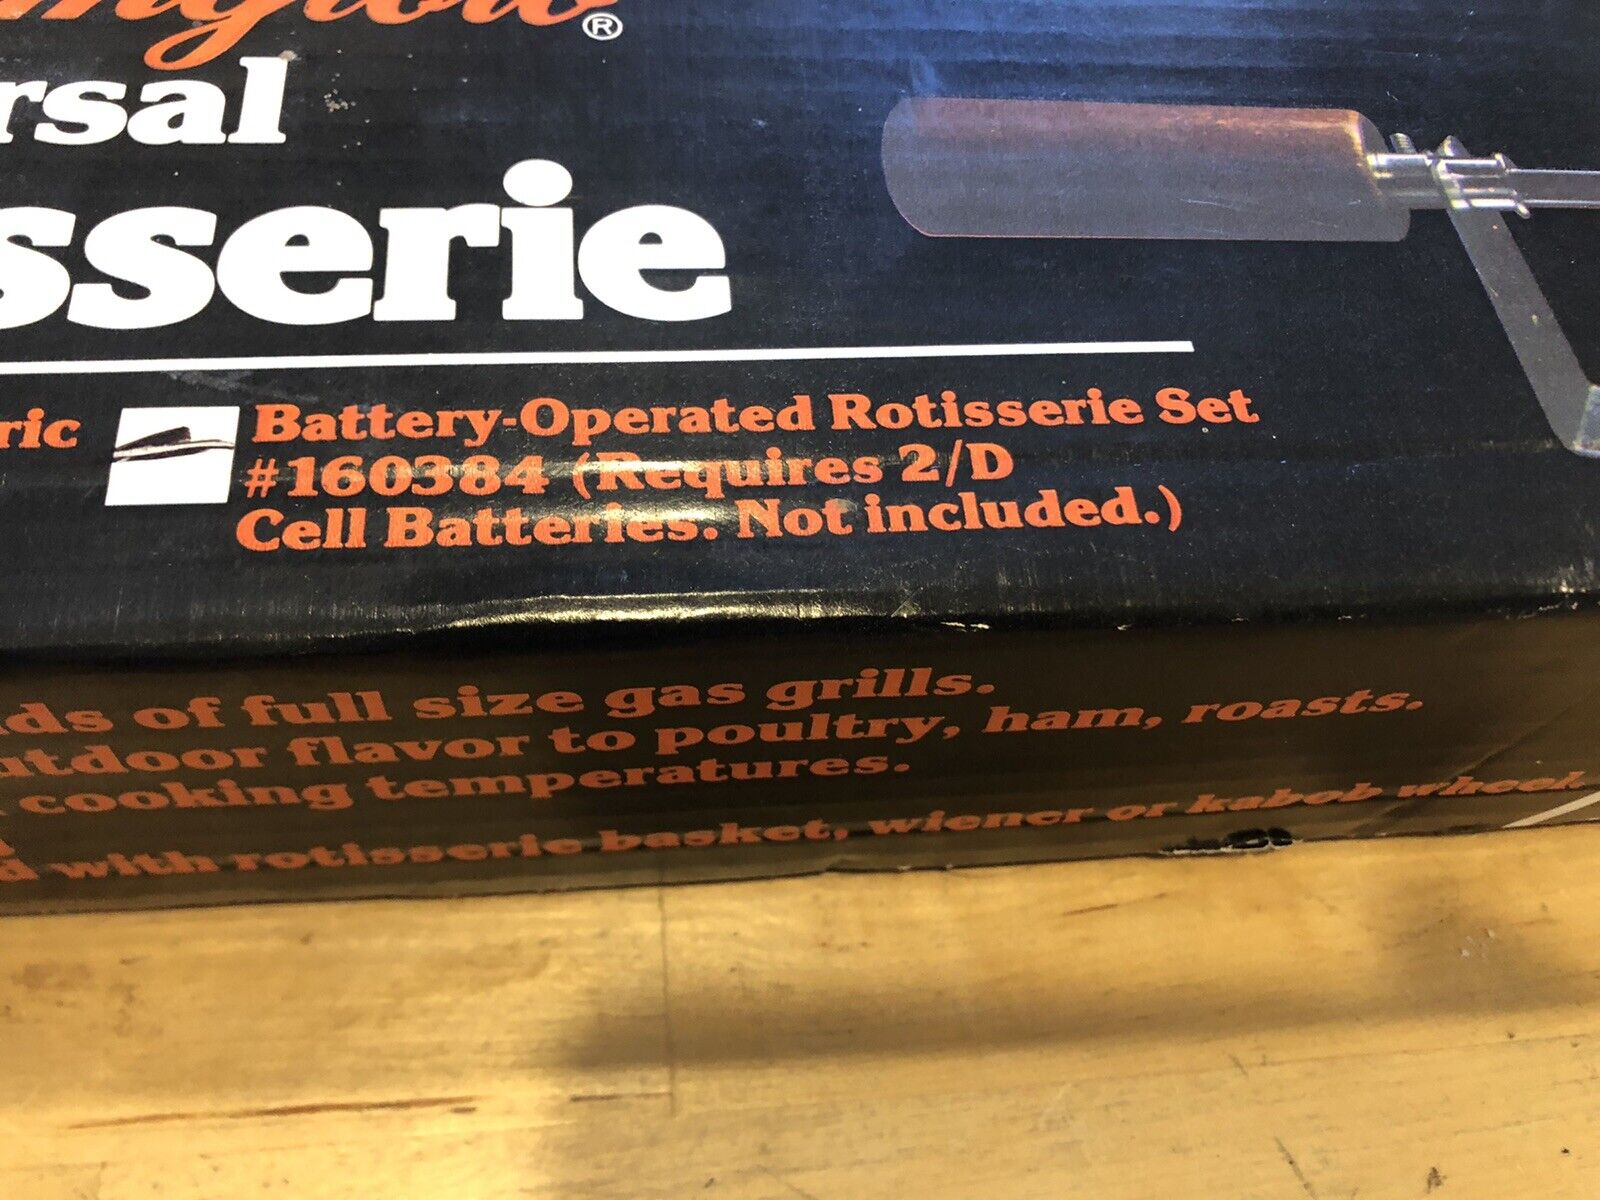 mglow®
rsal
sserie
ric
Battery-Operated Rotisserie Set
#160384 (Requires 2/D
Cell Batteries. Not included.)
ds of full size gas grills.
utdoor flavor to poultry, ham, roasts.
cooking temperatures.
d with rotisserie basket, wiener or kabob wheel.